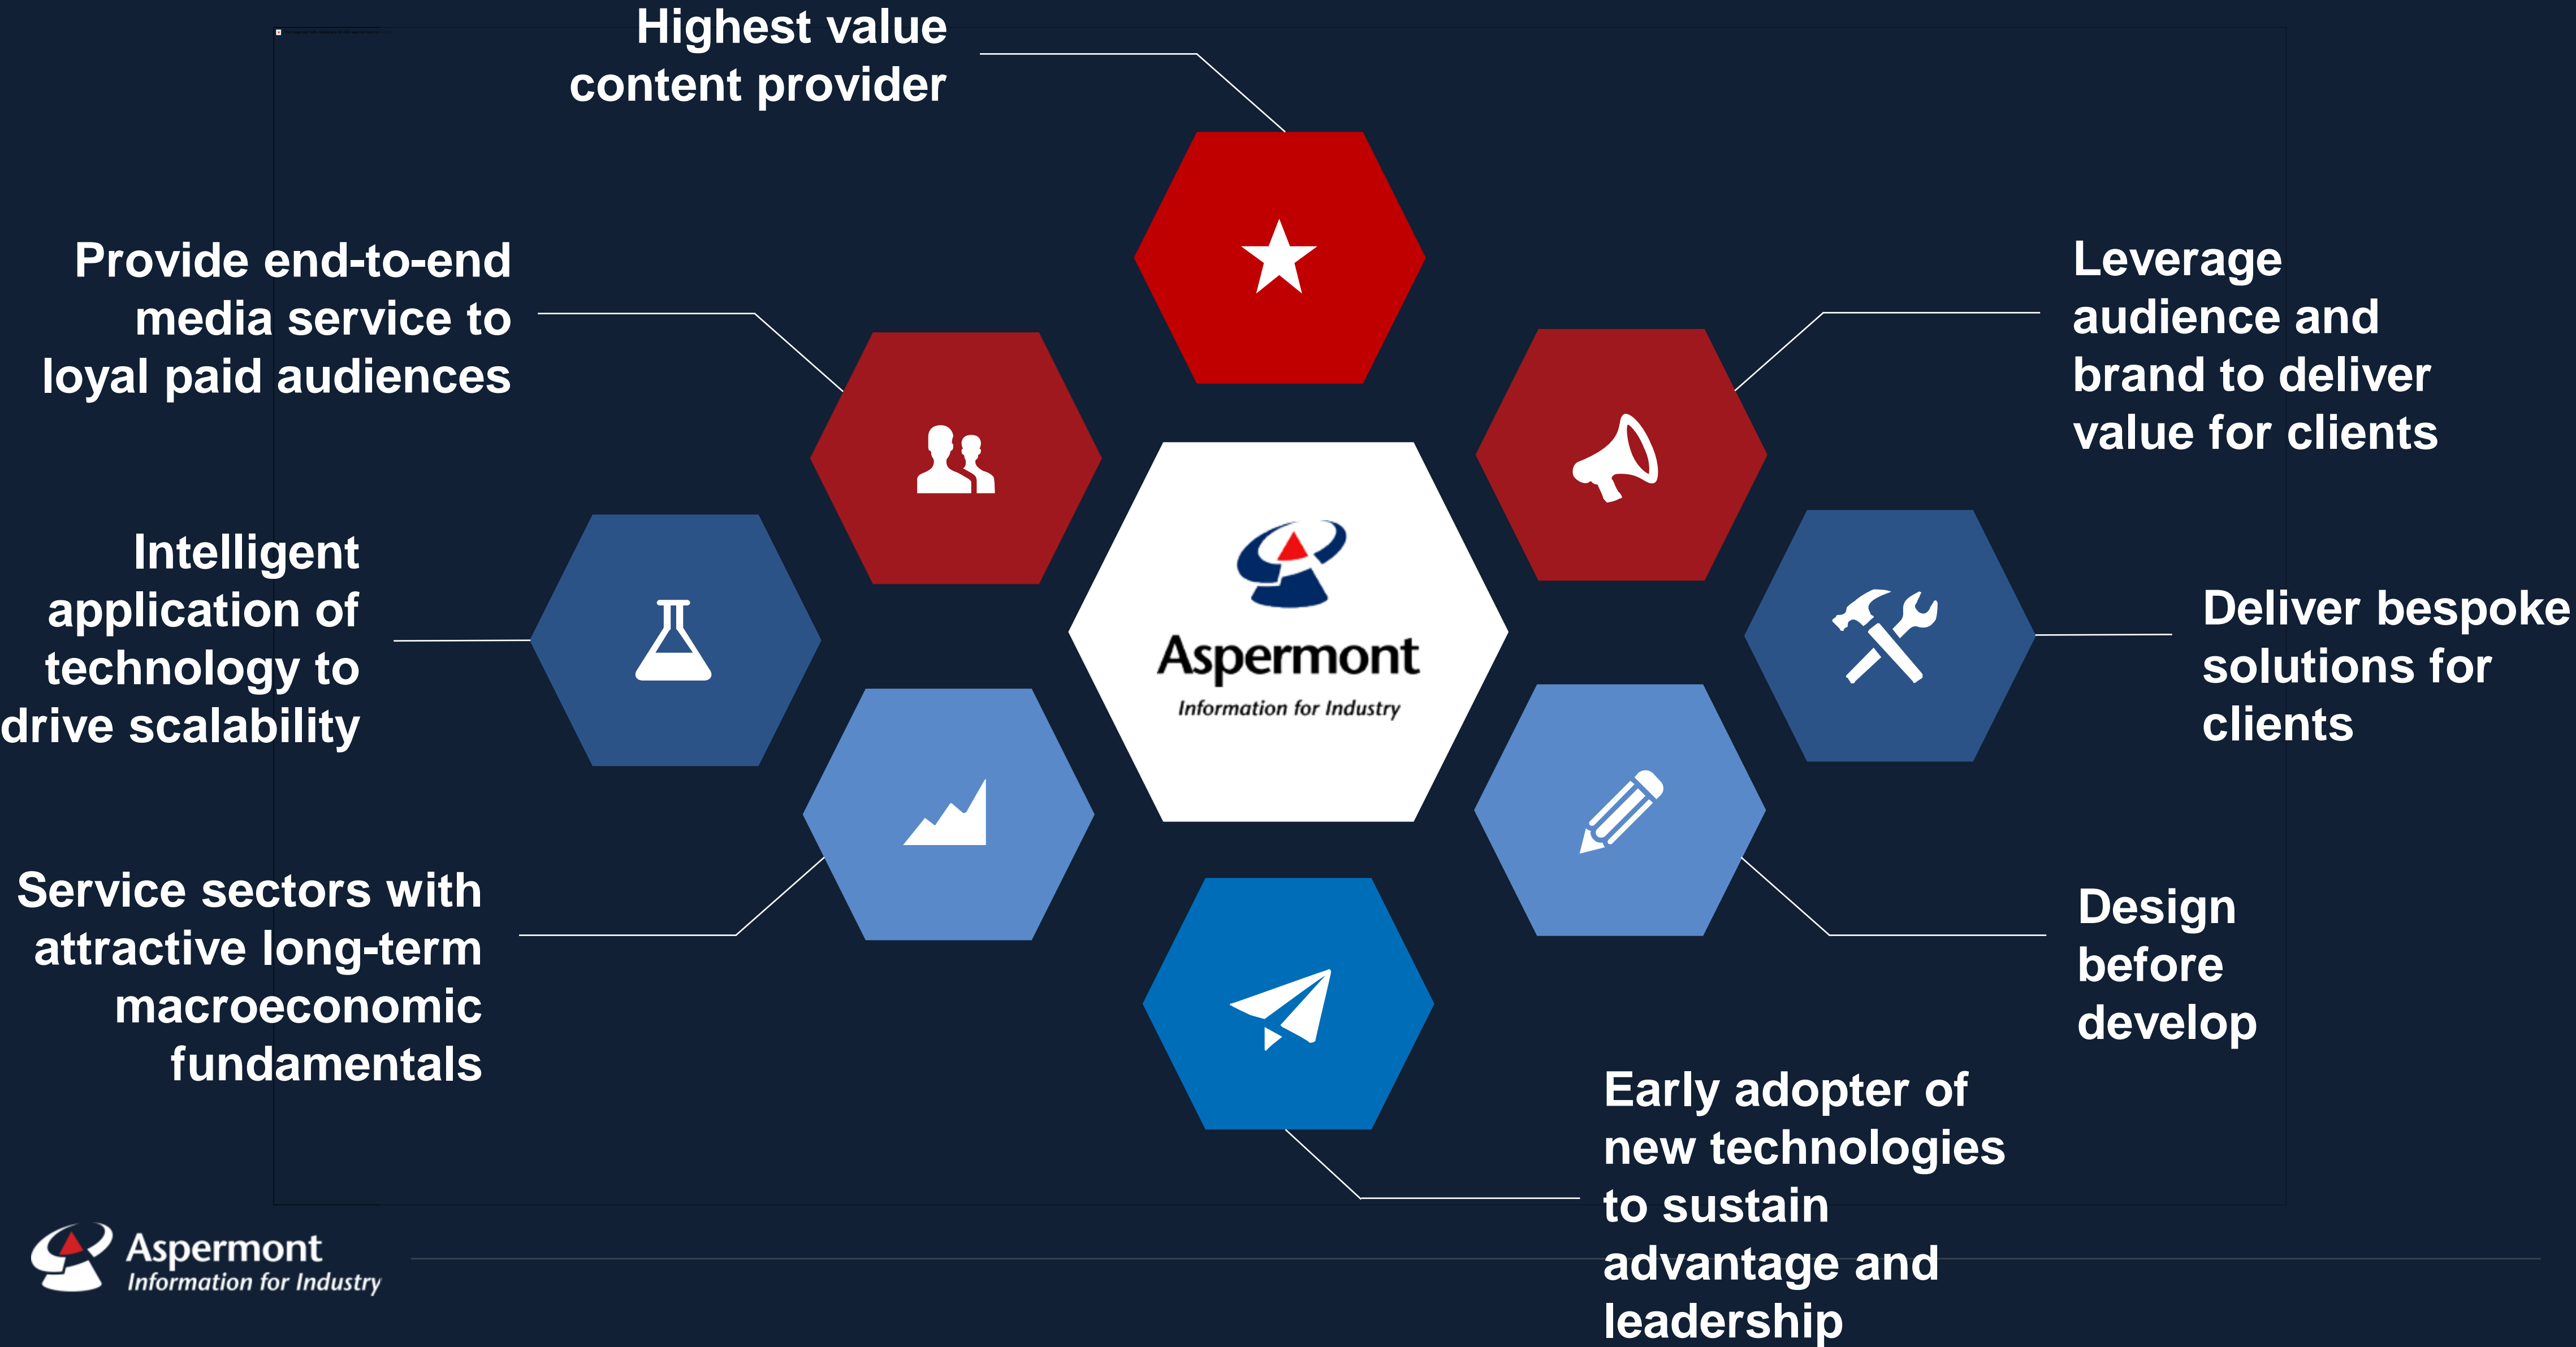 Highest value
content provider
Provide end-to-end
media service to
loyal paid audiences
Leverage
audience and
brand to deliver
value for clients
Intelligent
application of
technology to
drive scalability
Aspermont
Information for Industry
Deliver bespoke
solutions for
clients
Service sectors with
attractive long-term
macroeconomic
fundamentals
Design
before
develop
Early adopter of
new technologies
to sustain
advantage and
leadership
Aspermont
Information for Industry